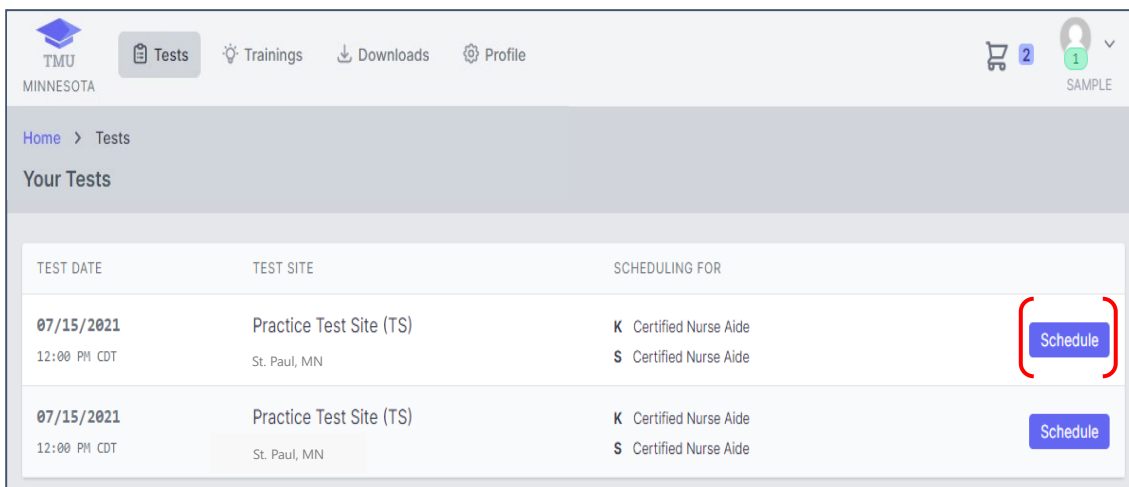 TMU
MINNESOTA
Tests
Trainings
Downloads
Profile
2
1
SAMPLE
Home > Tests
Your Tests
TEST DATE TEST SITE SCHEDULING FOR
07/15/2021 Practice Test Site (TS) K Certified Nurse Aide
12:00 PM CDT St. Paul, MN S Certified Nurse Aide
Schedule
07/15/2021 Practice Test Site (TS) K Certified Nurse Aide
12:00 PM CDT St. Paul, MN S Certified Nurse Aide
Schedule